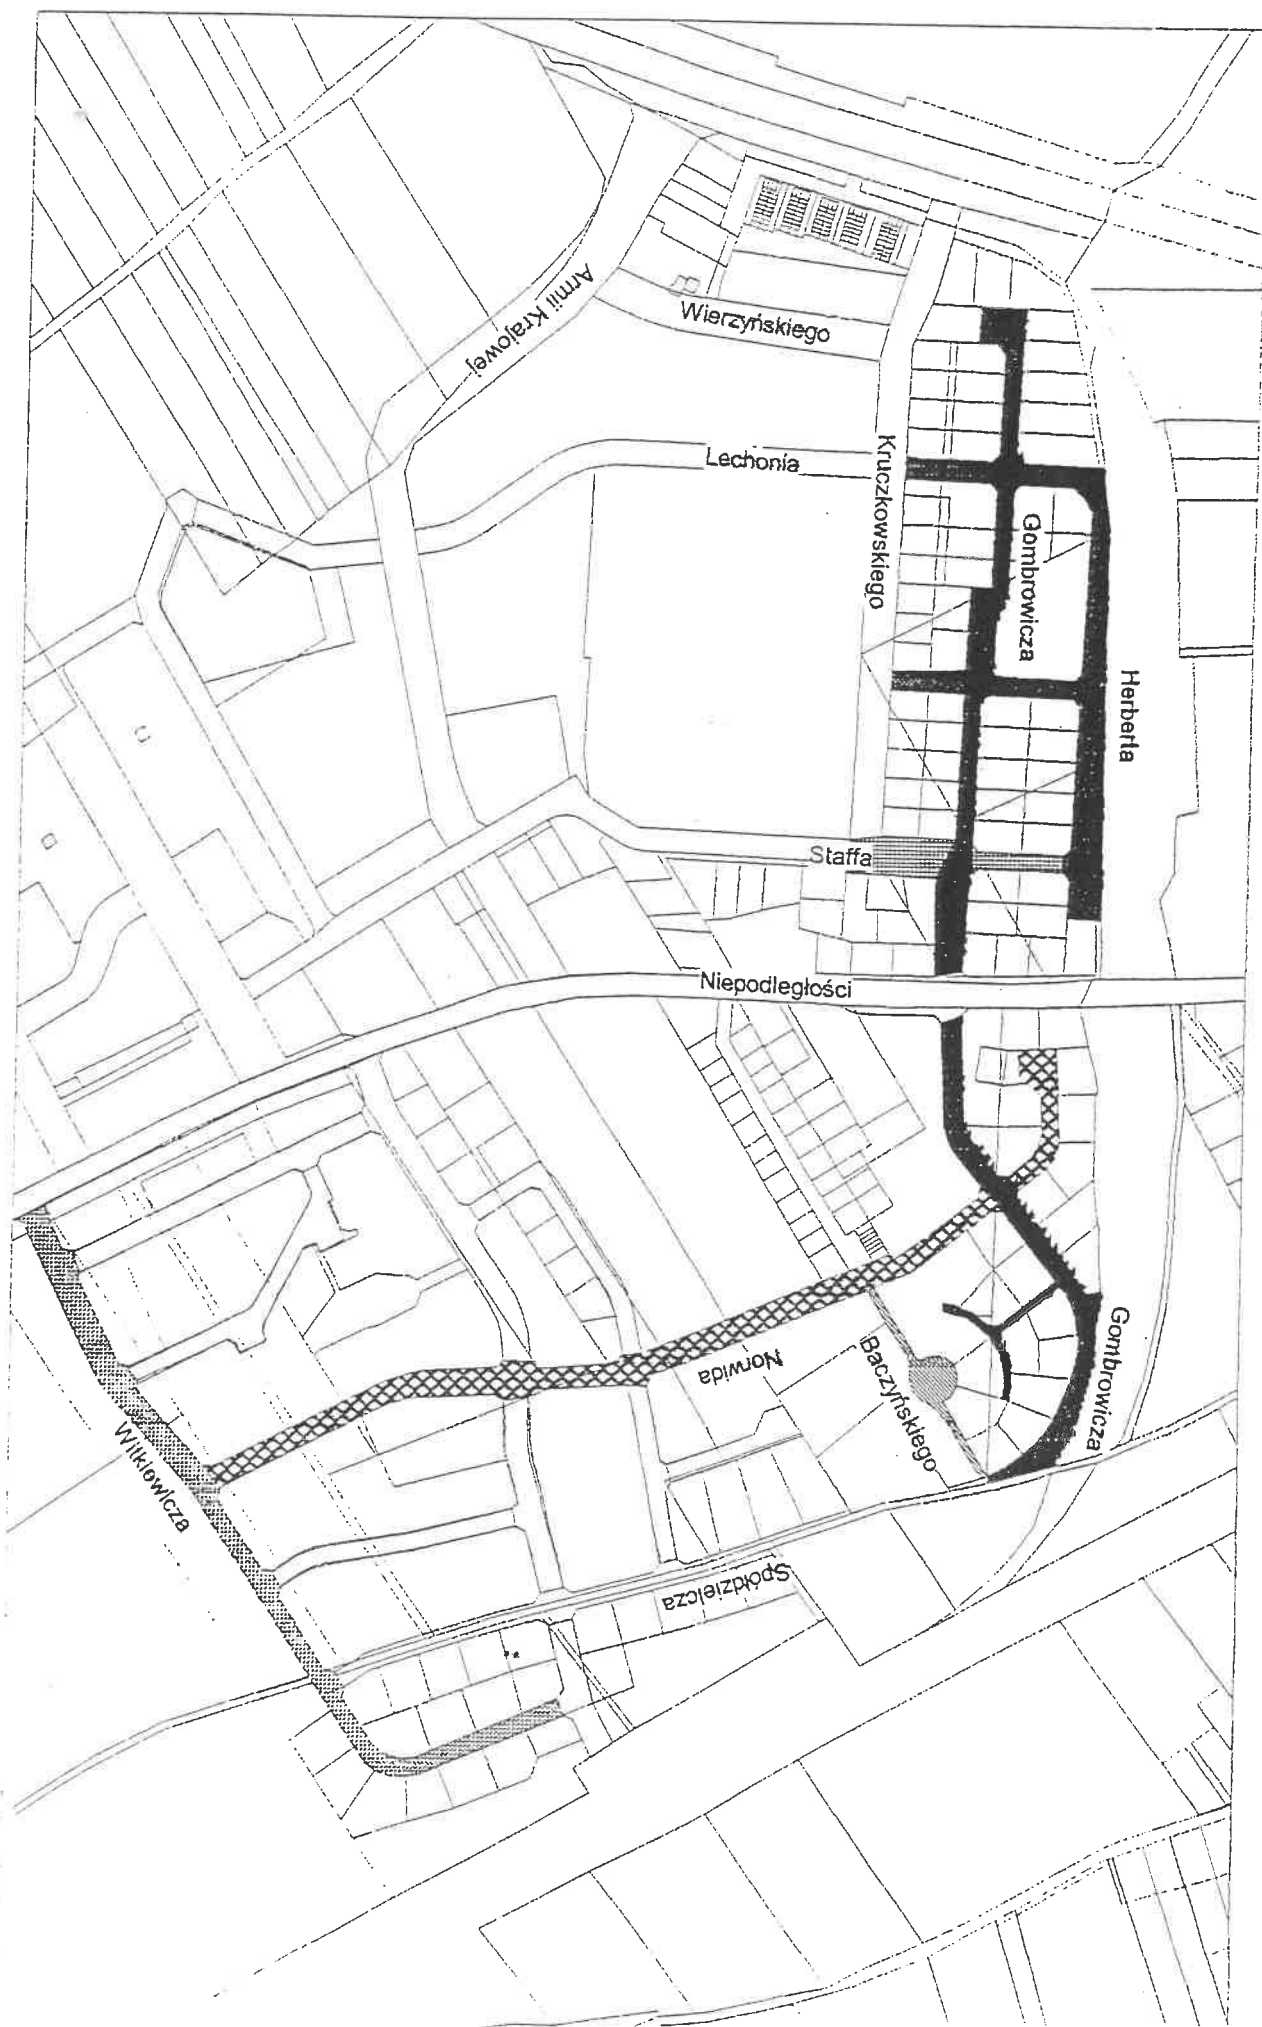 Armii Krajowej
Wierzyńskiego
Lechonia
Kruczkowskiego
Gombrowicza
Herberta
Staffa
Niepodległości
Gombrowicza
Baczyńskiego
Norwida
Witkiewicza
Spółdzielcza